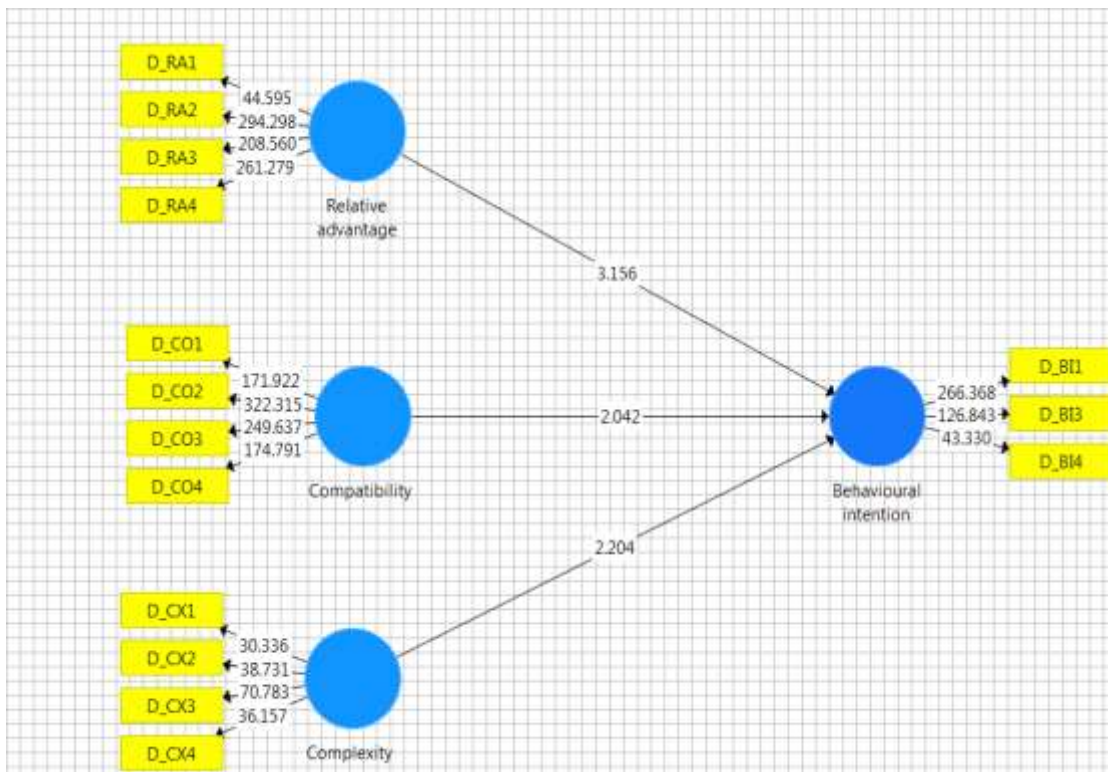 D_RA1
D_RA2
D_RA3
D_RA4
44.595
294.298
208.560
261.279
Relative
advantage
3.156
D_CO1
D_CO2
D_CO3
D_CO4
171.922
322.315
249.637
174.791
Compatibility
2.042
D_CX1
D_CX2
D_CX3
D_CX4
30.336
38.731
70.783
36.157
Complexity
2.204
Behavioural
intention
266.368
126.843
43.330
D_BI1
D_BI3
D_BI4